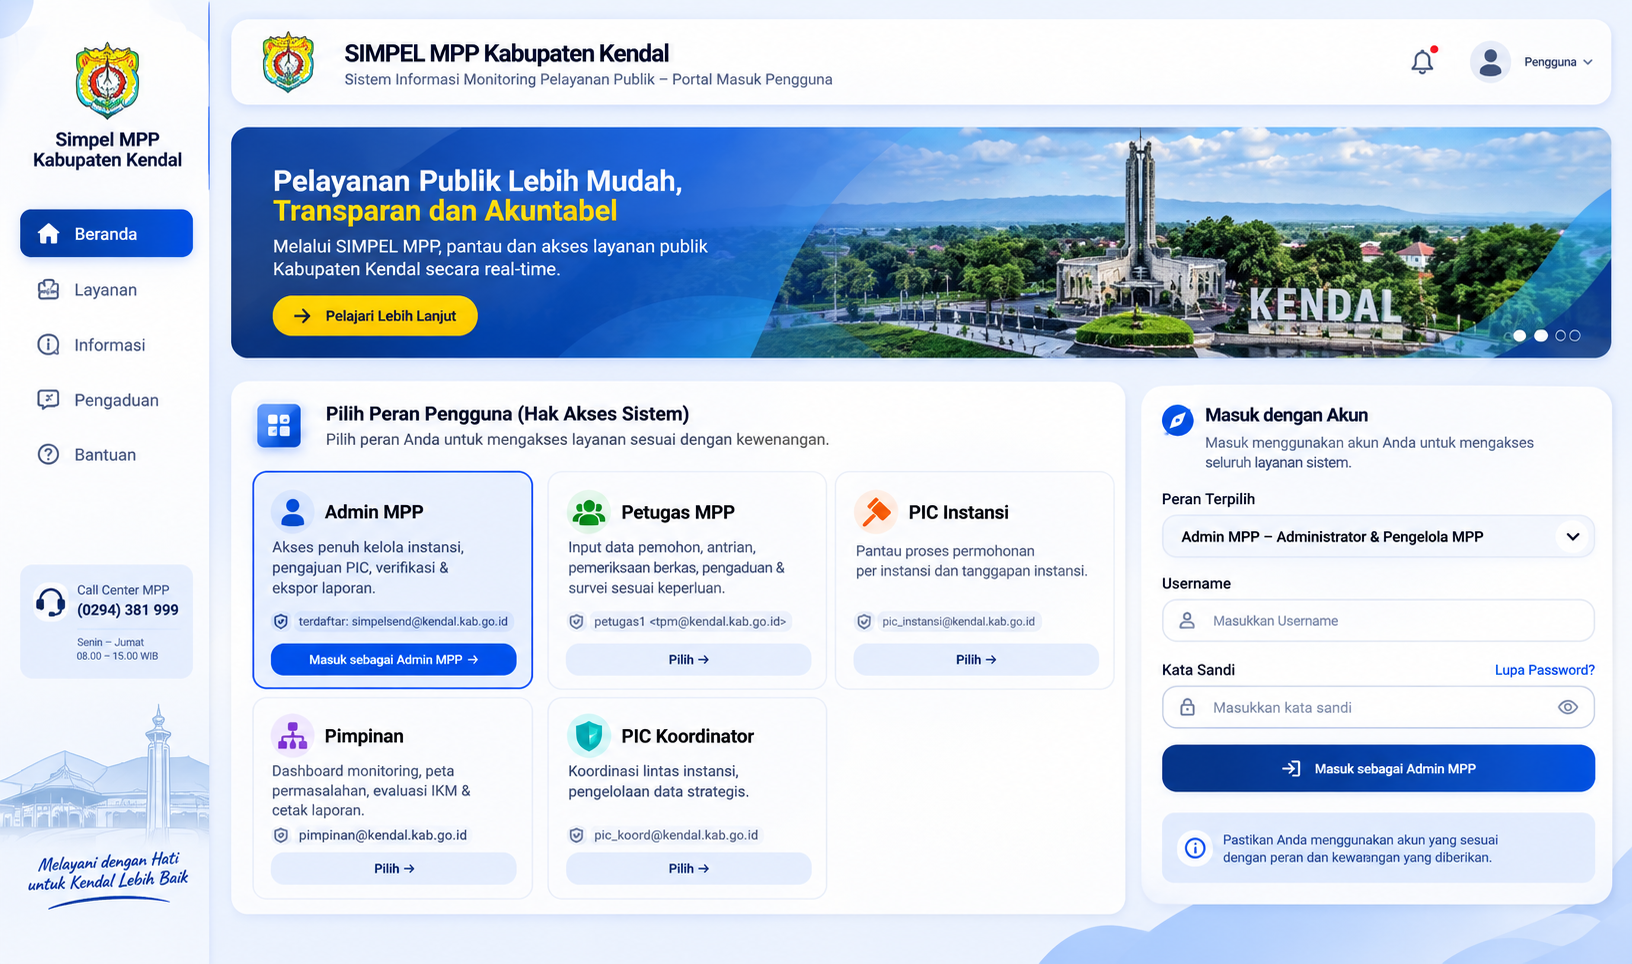 Simpel MPP
Kabupaten Kendal
Beranda
Layanan
Informasi
Pengaduan
Bantuan
Call Center MPP
(0294) 381 999
Senin – Jumat
08.00 – 15.00 WIB
Melayani dengan Hati
untuk Kendal Lebih Baik
SIMPEL MPP Kabupaten Kendal
Sistem Informasi Monitoring Pelayanan Publik – Portal Masuk Pengguna
Pengguna
Pelayanan Publik Lebih Mudah,
Transparan dan Akuntabel
Melalui SIMPEL MPP, pantau dan akses layanan publik
Kabupaten Kendal secara real-time.
→ Pelajari Lebih Lanjut
KENDAL
Pilih Peran Pengguna (Hak Akses Sistem)
Pilih peran Anda untuk mengakses layanan sesuai dengan kewenangan.
Admin MPP
Akses penuh kelola instansi,
pengajuan PIC, verifikasi &
ekspor laporan.
terdaftar: simpelsend@kendal.kab.go.id
Masuk sebagai Admin MPP →
Petugas MPP
Input data pemohon, antrian,
pemeriksaan berkas, pengaduan &
survei sesuai keperluan.
petugas1 <tpm@kendal.kab.go.id>
Pilih →
PIC Instansi
Pantau proses permohonan
per instansi dan tanggapan instansi.
pic_instansi@kendal.kab.go.id
Pilih →
Pimpinan
Dashboard monitoring, peta
permasalahan, evaluasi IKM &
cetak laporan.
pimpinan@kendal.kab.go.id
Pilih →
PIC Koordinator
Koordinasi lintas instansi,
pengelolaan data strategis.
pic_koord@kendal.kab.go.id
Pilih →
Masuk dengan Akun
Masuk menggunakan akun Anda untuk mengakses
seluruh layanan sistem.
Peran Terpilih
Admin MPP – Administrator & Pengelola MPP
Username
Masukkan Username
Kata Sandi
Lupa Password?
Masukkan kata sandi
Masuk sebagai Admin MPP
Pastikan Anda menggunakan akun yang sesuai
dengan peran dan kewanangan yang diberikan.